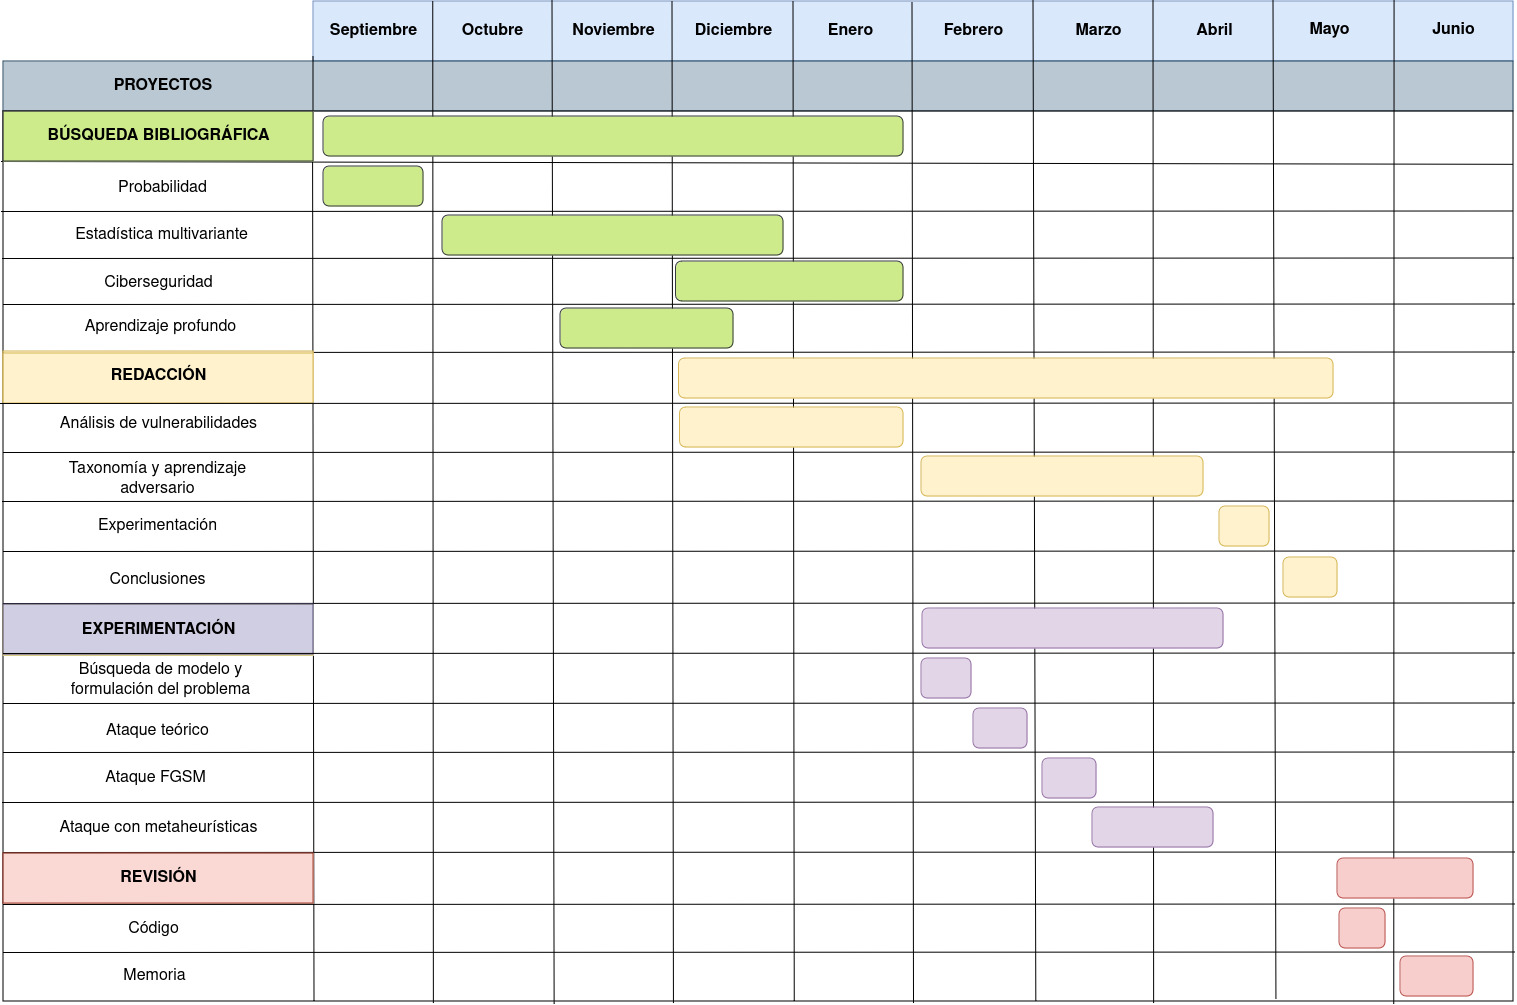 Septiembre Octubre Noviembre Diciembre Enero Febrero Marzo Abril Mayo Junio
PROYECTOS
BÚSQUEDA BIBLIOGRÁFICA
Probabilidad
Estadística multivariante
Ciberseguridad
Aprendizaje profundo
REDACCIÓN
Análisis de vulnerabilidades
Taxonomía y aprendizaje
adversario
Experimentación
Conclusiones
EXPERIMENTACIÓN
Búsqueda de modelo y
formulación del problema
Ataque teórico
Ataque FGSM
Ataque con metaheurísticas
REVISIÓN
Código
Memoria